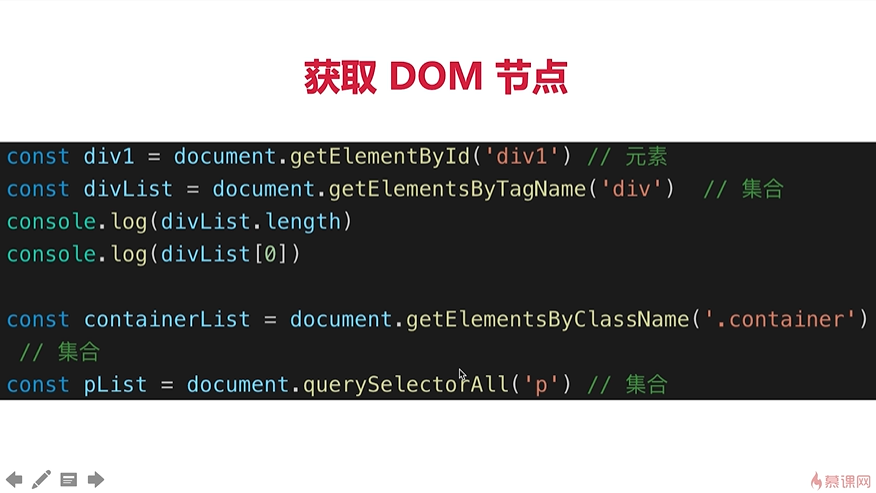 获取 DOM 节点
const div1 = document.getElementById('div1') // 元素
const divList = document.getElementsByTagName('div')  // 集合
console.log(divList.length)
console.log(divList[0])
const containerList = document.getElementsByClassName('.container')
// 集合
const pList = document.querySelectorAll('p') // 集合
慕课网